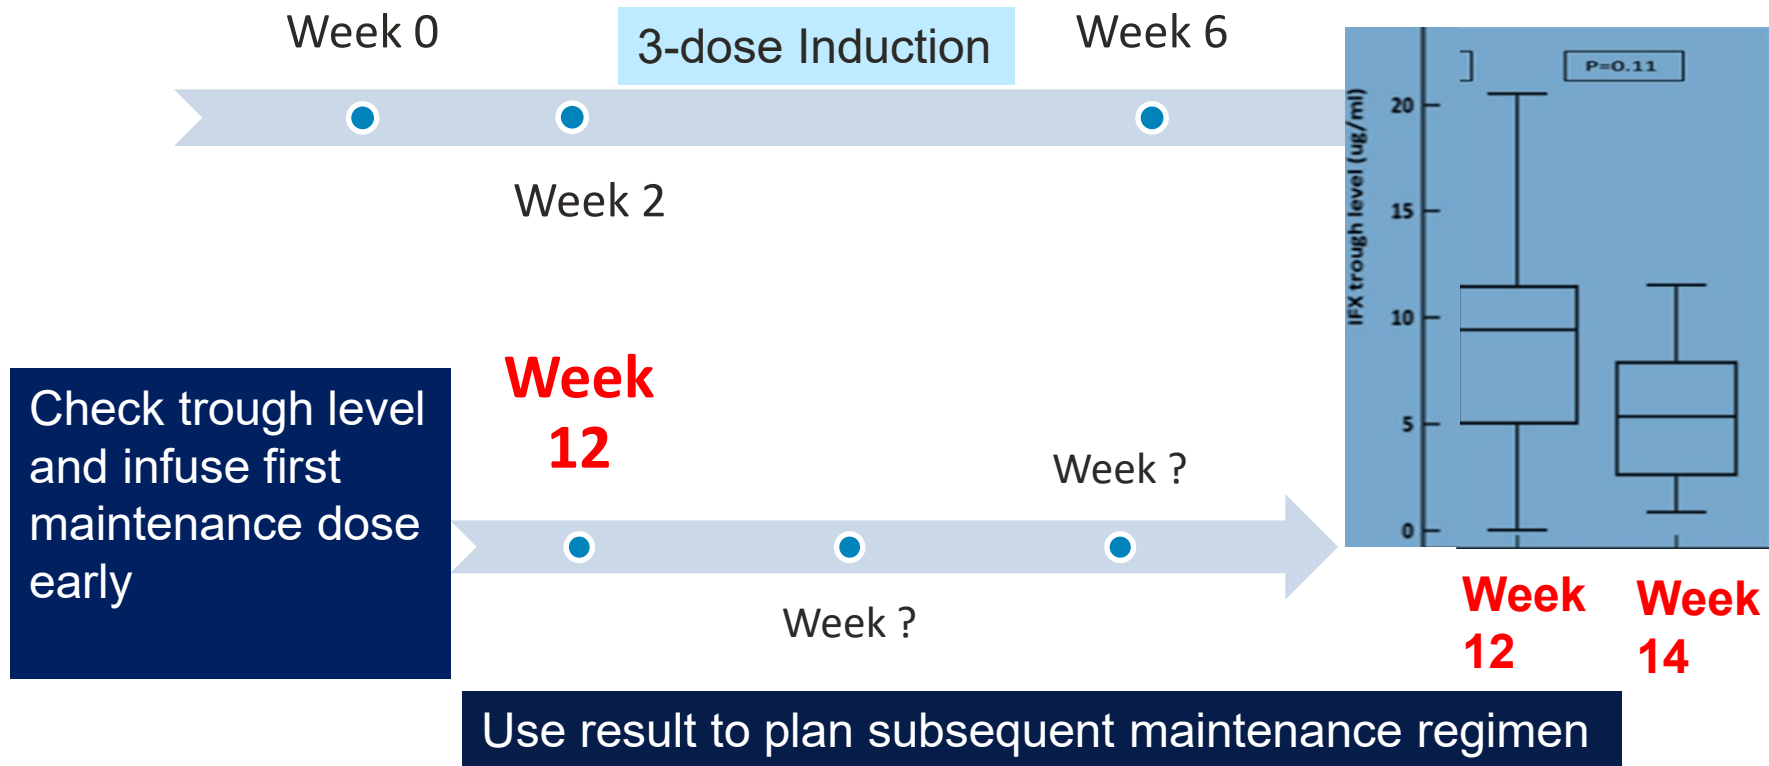 Week 0
3-dose Induction
Week 6
Week 2
Check trough level
and infuse first
maintenance dose
early
Week
12
Week ?
Week ?
Use result to plan subsequent maintenance regimen
P=0.11
IFX trough level (ug/ml)
20
15
10
5
0
Week
12
Week
14